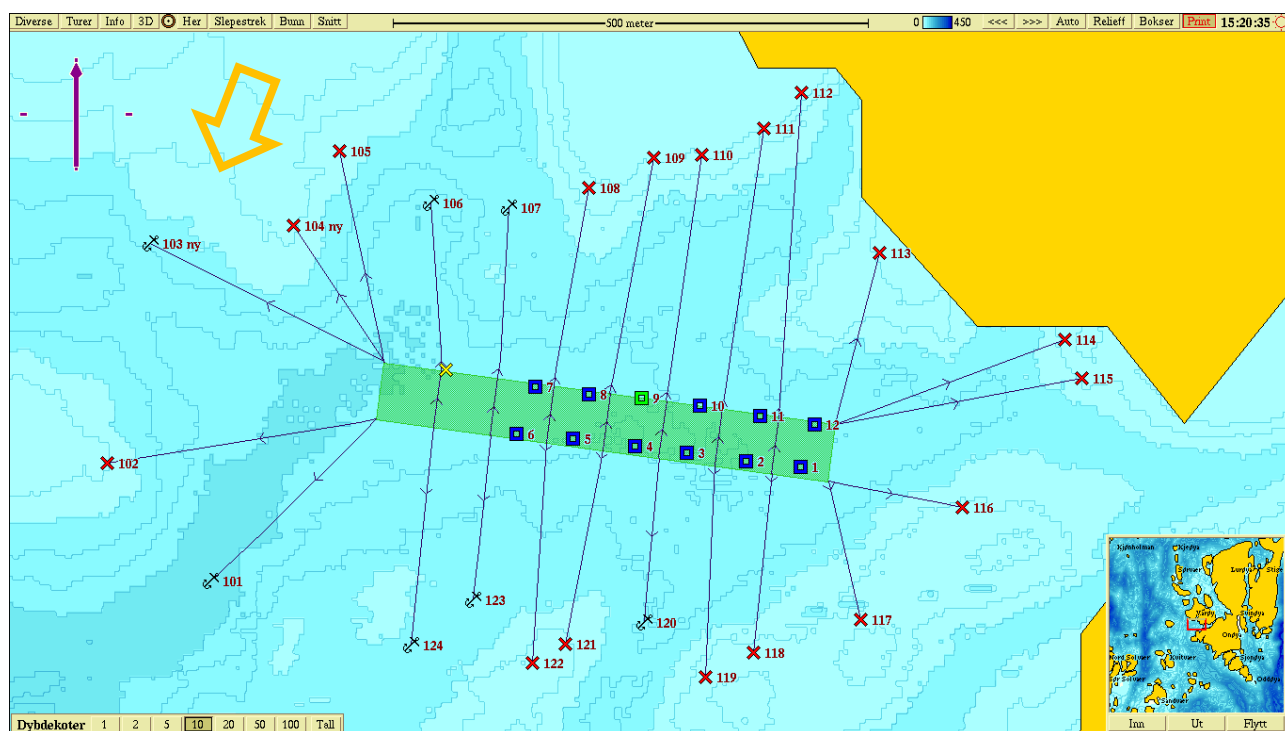 Diverse Turer Info 3D Her Slepestrek Bunn Snitt 500 meter 0 450 <<< >>> Auto Relieff Bokser Print 15:20:35
112
111
105
109 110
108
106 107
104 ny
103 ny
113
114
115
7 8 9 10 11 12
6 5 4 3 2 1
102
116
101
123
117
120
124 121 118
122
119
Kjeøya
Lurøya
Onøya
Dybdekoter 1 2 5 10 20 50 100 Tall Inn Ut Flytt